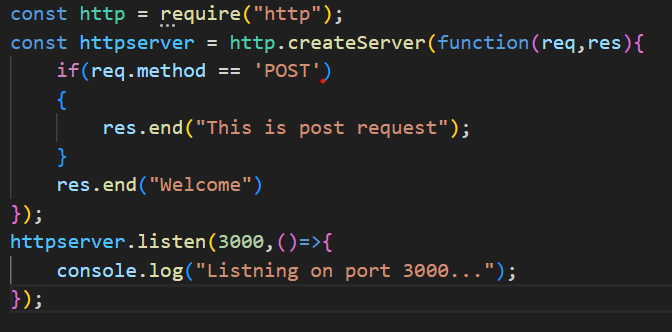 const http = require("http");
const httpserver = http.createServer(function(req,res){
    if(req.method == 'POST')
    {
        res.end("This is post request");
    }
    res.end("Welcome")
});
httpserver.listen(3000,()=>{
    console.log("Listning on port 3000...");
});